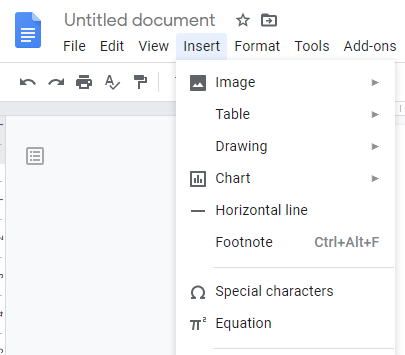 Untitled document
File Edit View Insert Format Tools Add-ons
Image
Table
Drawing
Chart
Horizontal line
Footnote Ctrl+Alt+F
Special characters
π² Equation